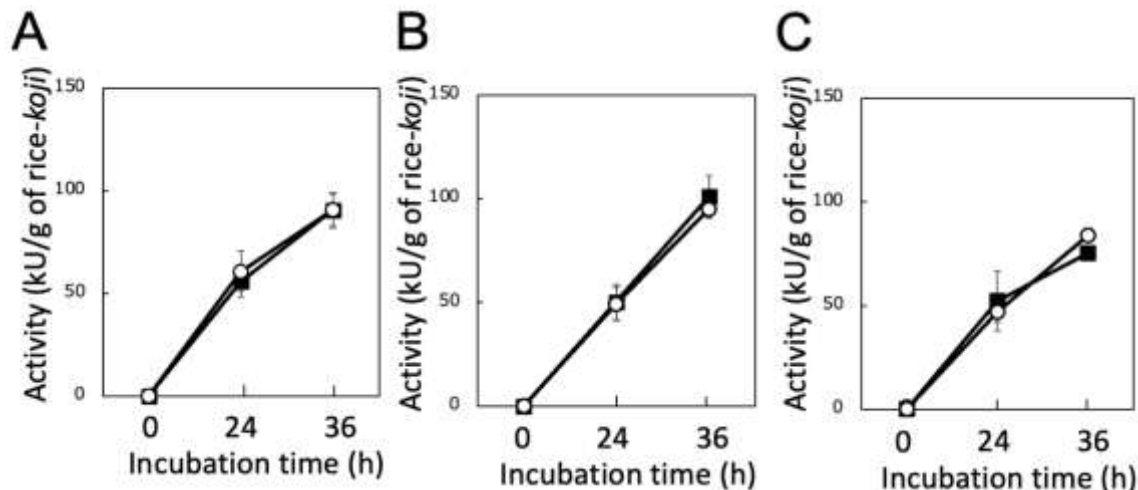 A
B
C
Activity (kU/g of rice-koji)
150
100
50
0
0 24 36
Incubation time (h)
Activity (kU/g of rice-koji)
150
100
50
0
0 24 36
Incubation time (h)
Activity (kU/g of rice-koji)
150
100
50
0
0 24 36
Incubation time (h)